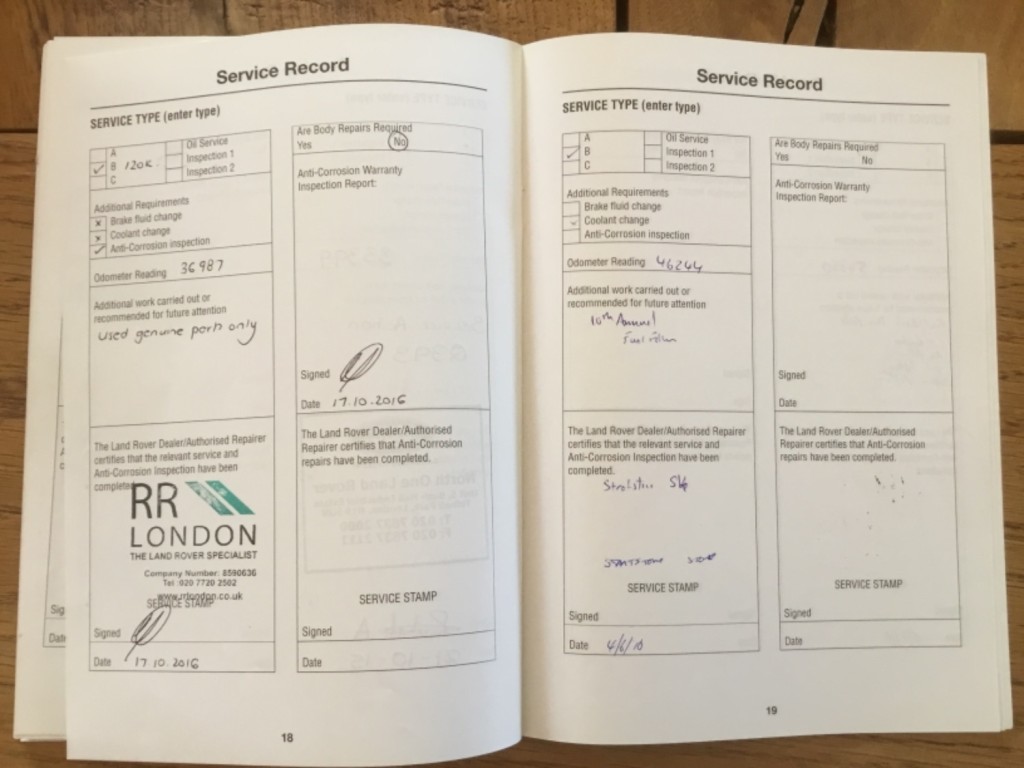 Service Record
SERVICE TYPE (enter type)
A
B 120K
C
Oil Service
Inspection 1
Inspection 2
Additional Requirements
Brake fluid change
Coolant change
Anti-Corrosion inspection
Odometer Reading 36987
Additional work carried out or
recommended for future attention
Used genuine parts only
The Land Rover Dealer/Authorised Repairer
certifies that the relevant service and
Anti-Corrosion Inspection have been
completed.
RR
LONDON
THE LAND ROVER SPECIALIST
Company Number: 8590636
Tel: 020 7720 2562
www.rrlondon.co.uk
SERVICE STAMP
Signed
Date 17.10.2016
Are Body Repairs Required
Yes No
Anti-Corrosion Warranty
Inspection Report:
Signed
Date 17.10.2016
The Land Rover Dealer/Authorised
Repairer certifies that Anti-Corrosion
repairs have been completed.
SERVICE STAMP
Signed
Date
18
Service Record
SERVICE TYPE (enter type)
A
B
C
Oil Service
Inspection 1
Inspection 2
Additional Requirements
Brake fluid change
Coolant change
Anti-Corrosion inspection
Odometer Reading 46244
Additional work carried out or
recommended for future attention
10th Annual
The Land Rover Dealer/Authorised Repairer
certifies that the relevant service and
Anti-Corrosion Inspection have been
completed.
SERVICE STAMP
Signed
Date
Are Body Repairs Required
Yes No
Anti-Corrosion Warranty
Inspection Report:
Signed
Date
The Land Rover Dealer/Authorised
Repairer certifies that Anti-Corrosion
repairs have been completed.
SERVICE STAMP
Signed
Date
19